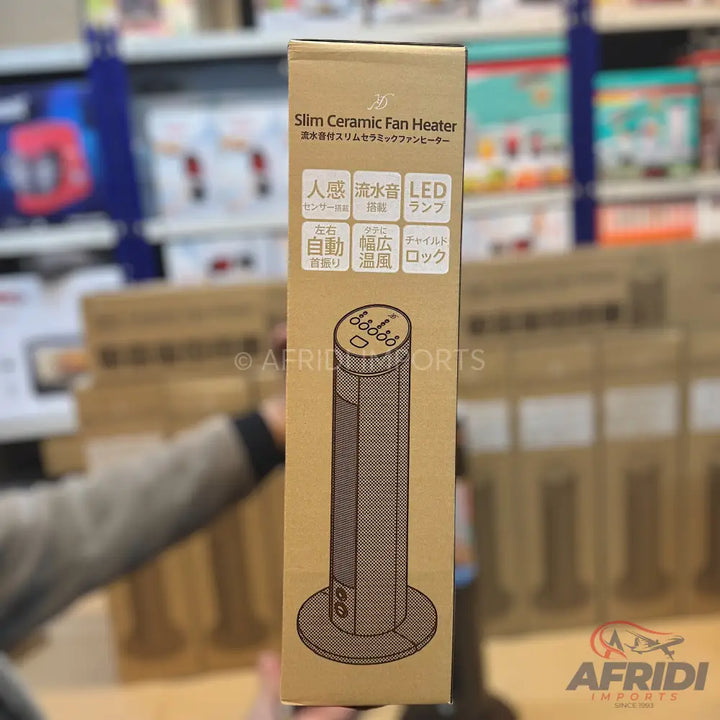 Slim Ceramic Fan Heater
流水音付スリムセラミックファンヒーター
人感
センサー搭載
流水音
搭載
LED
ランプ
左右
自動
首振り
タテに
幅広
温風
チャイルド
ロック
© AFRIDI IMPORTS
AFRIDI
IMPORTS
SINCE 1993